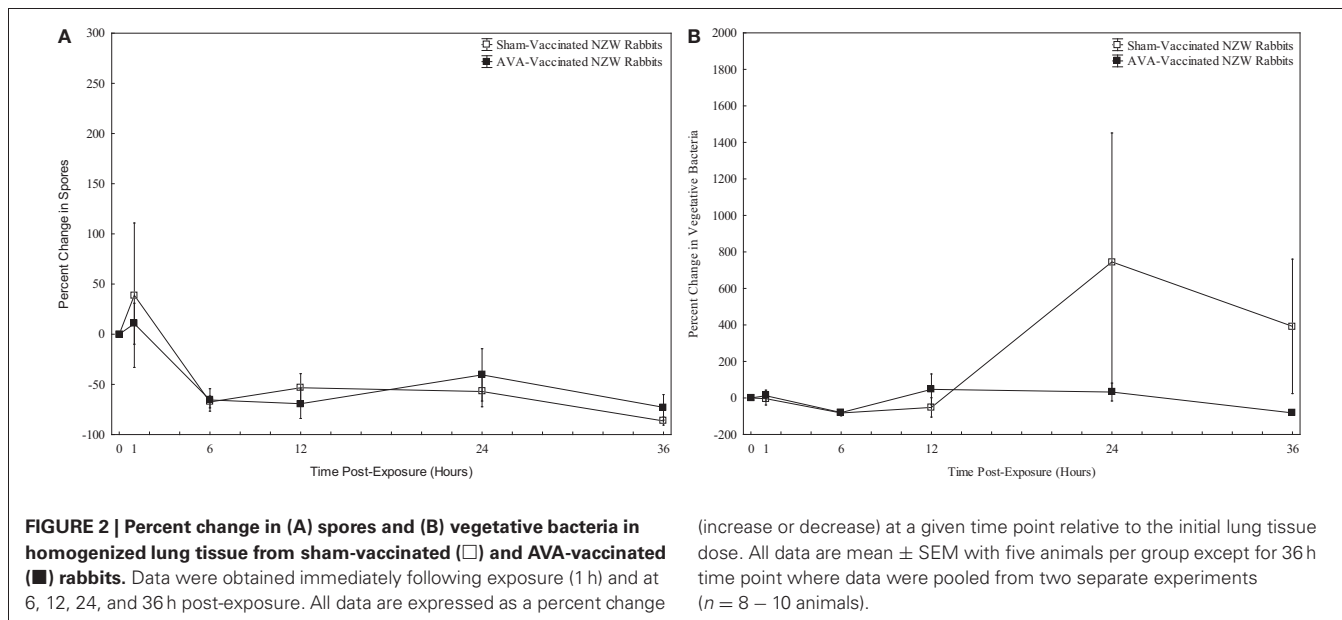 A
Sham-Vaccinated NZW Rabbits
AVA-Vaccinated NZW Rabbits
Percent Change in Spores
300
250
200
150
100
50
0
-50
-100
0 1 6 12 24 36
Time Post-Exposure (Hours)
B
Sham-Vaccinated NZW Rabbits
AVA-Vaccinated NZW Rabbits
Percent Change in Vegetative Bacteria
2000
1800
1600
1400
1200
1000
800
600
400
200
0
-200
0 1 6 12 24 36
Time Post-Exposure (Hours)
FIGURE 2 | Percent change in (A) spores and (B) vegetative bacteria in
homogenized lung tissue from sham-vaccinated (□) and AVA-vaccinated
(■) rabbits. Data were obtained immediately following exposure (1 h) and at
6, 12, 24, and 36 h post-exposure. All data are expressed as a percent change
(increase or decrease) at a given time point relative to the initial lung tissue
dose. All data are mean ± SEM with five animals per group except for 36 h
time point where data were pooled from two separate experiments
(n = 8 – 10 animals).